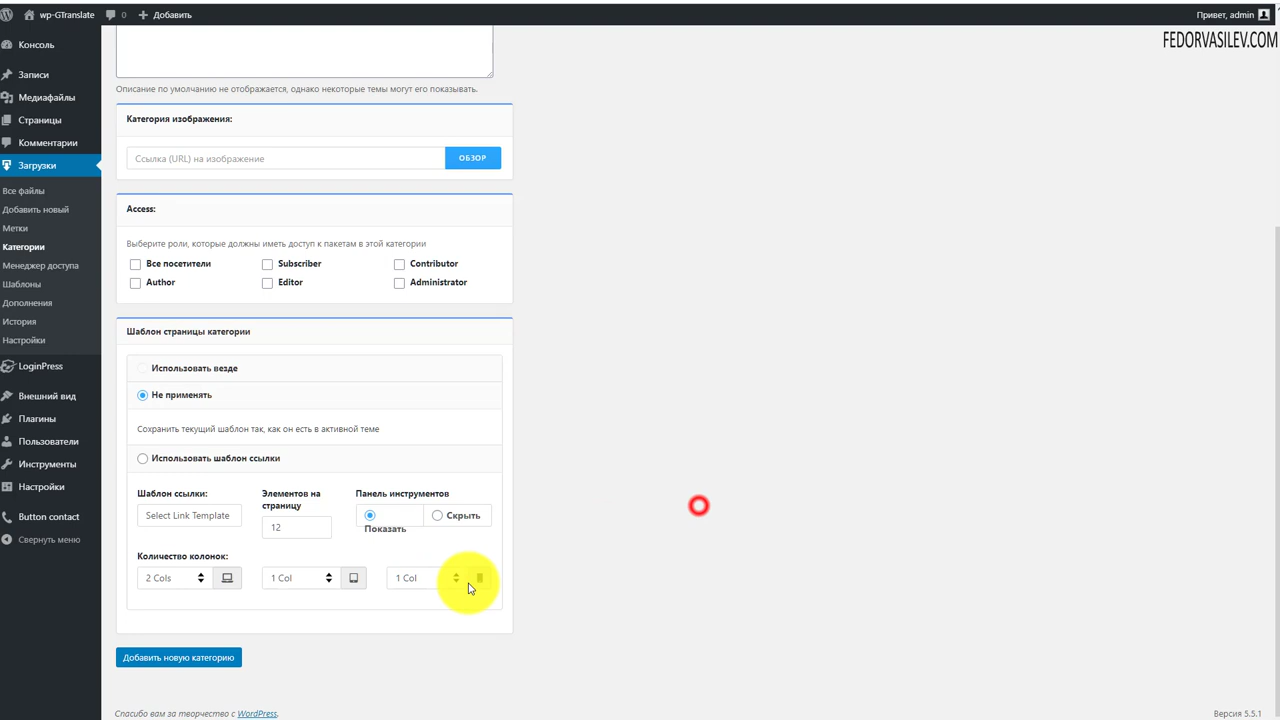 wp-GTranslate 0 Добавить Привет, admin
FEDORVASILEV.COM
Консоль
Записи
Медиафайлы
Страницы
Комментарии
Загрузки
Все файлы
Добавить новый
Метки
Категории
Менеджер доступа
Шаблоны
Дополнения
История
Настройки
LoginPress
Внешний вид
Плагины
Пользователи
Инструменты
Настройки
Button contact
Свернуть меню
Описание по умолчанию не отображается, однако некоторые темы могут его показывать.
Категория изображения:
Ссылка (URL) на изображение ОБЗОР
Access:
Выберите роли, которые должны иметь доступ к пакетам в этой категории
Все посетители Subscriber Contributor
Author Editor Administrator
Шаблон страницы категории
Использовать везде
Не применять
Сохранить текущий шаблон так, как он есть в активной теме
Использовать шаблон ссылки
Шаблон ссылки: Элементов на страницу Панель инструментов
Select Link Template 12 Показать Скрыть
Количество колонок:
2 Cols 1 Col 1 Col
Добавить новую категорию
Спасибо вам за творчество с WordPress. Версия 5.5.1